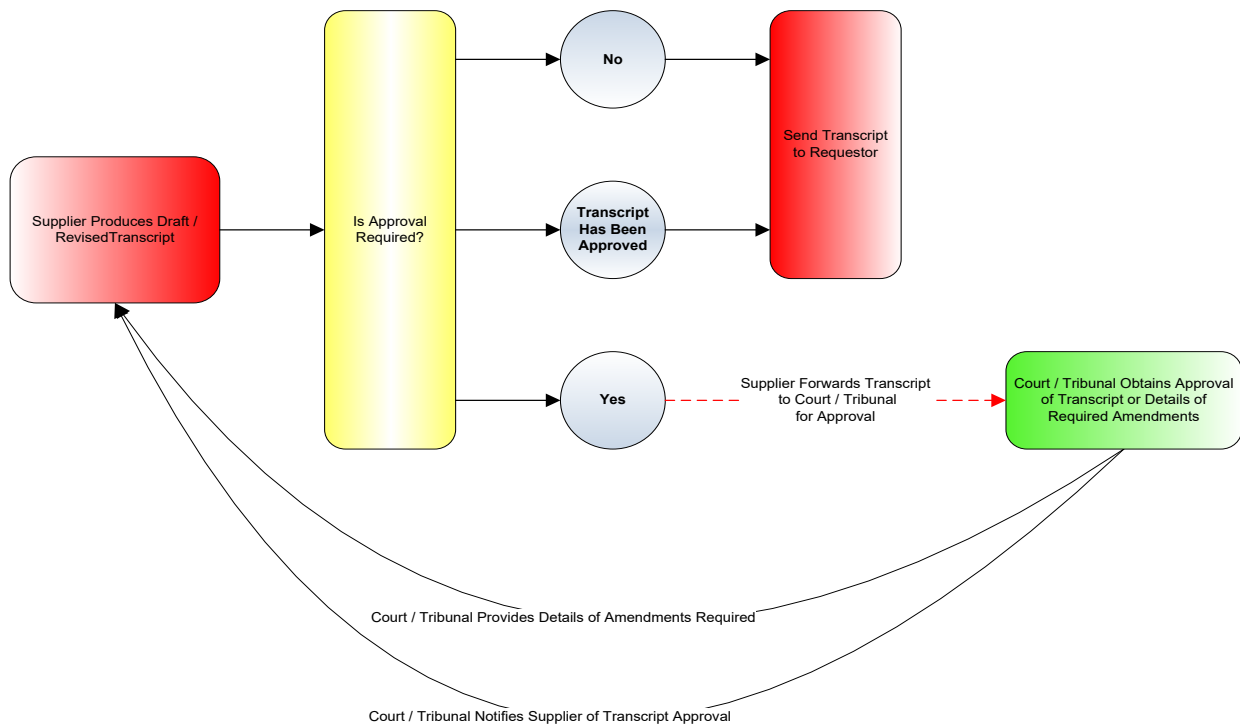 No
Send Transcript
to Requestor
Supplier Produces Draft /
RevisedTranscript
Is Approval
Required?
Transcript
Has Been
Approved
Yes
Supplier Forwards Transcript
to Court / Tribunal
for Approval
Court / Tribunal Obtains Approval
of Transcript or Details of
Required Amendments
Court / Tribunal Provides Details of Amendments Required
Court / Tribunal Notifies Supplier of Transcript Approval